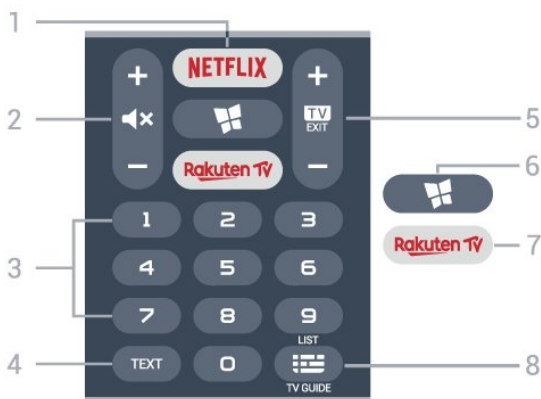 1
NETFLIX
+ +
2
TV
EXIT
5
6
- -
Rakuten TV
Rakuten TV
7
1 2 3
3
4 5 6
7 8 9
LIST
4
TEXT 0
8
TV GUIDE